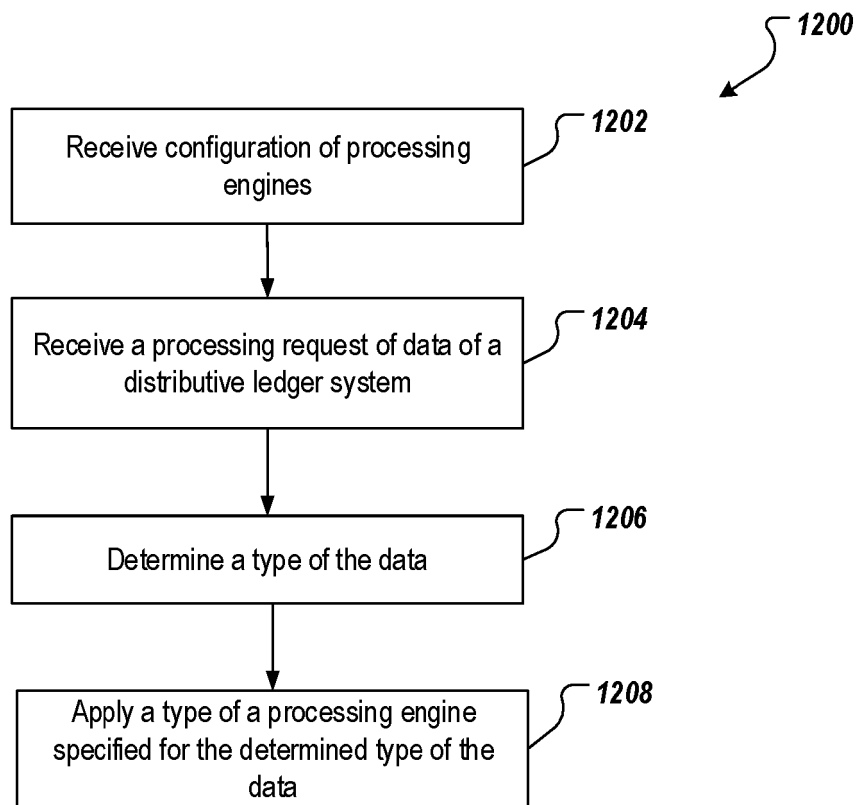 1200
1202
Receive configuration of processing
engines
1204
Receive a processing request of data of a
distributive ledger system
1206
Determine a type of the data
1208
Apply a type of a processing engine
specified for the determined type of the
data